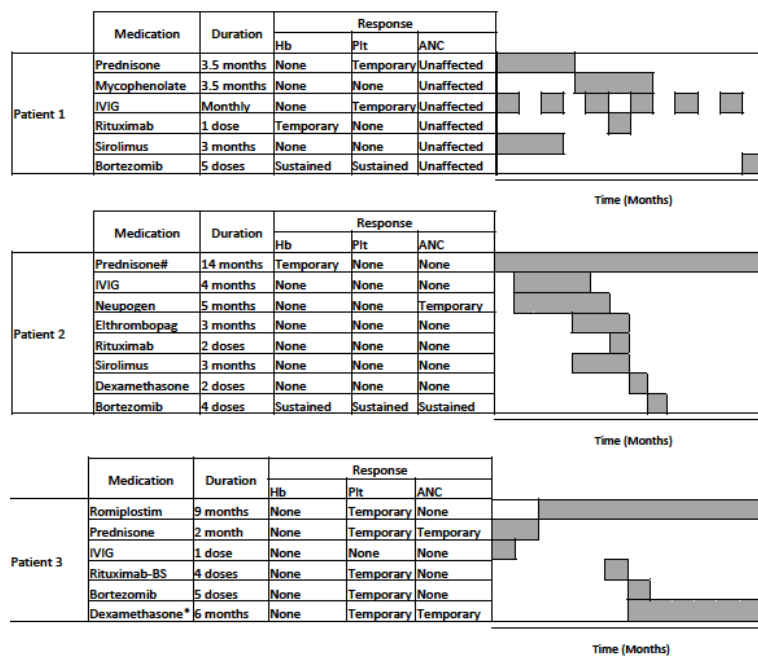 Medication Duration Response
Hb Plt ANC
Patient 1
Prednisone 3.5 months None Temporary Unaffected
Mycophenolate 3.5 months None None Unaffected
IVIG Monthly None Temporary Unaffected
Rituximab 1 dose Temporary None Unaffected
Sirolimus 3 months None None Unaffected
Bortezomib 5 doses Sustained Sustained Unaffected
Time (Months)
Medication Duration Response
Hb Plt ANC
Patient 2
Prednisone# 14 months Temporary None None
IVIG 4 months None None None
Neupogen 5 months None None Temporary
Elthrombopag 3 months None None None
Rituximab 2 doses None None None
Sirolimus 3 months None None None
Dexamethasone 2 doses None None None
Bortezomib 4 doses Sustained Sustained Sustained
Time (Months)
Medication Duration Response
Hb Plt ANC
Patient 3
Romiplostim 9 months None Temporary None
Prednisone 2 month None Temporary Temporary
IVIG 1 dose None None None
Rituximab-BS 4 doses None Temporary None
Bortezomib 5 doses None Temporary None
Dexamethasone* 6 months None Temporary Temporary
Time (Months)